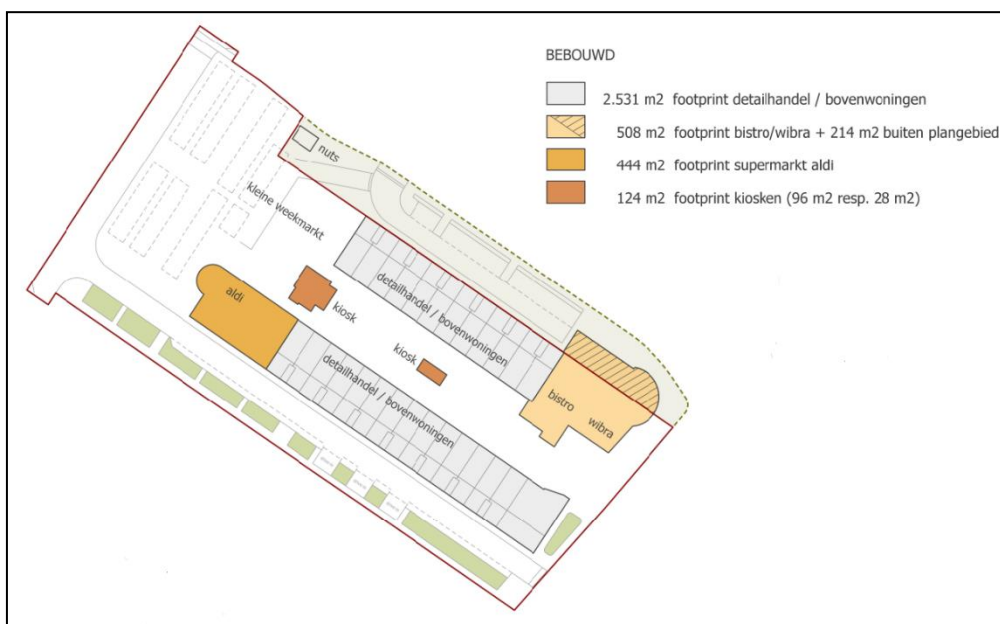 BEBOUWD
2.531 m2 footprint detailhandel / bovenwoningen
508 m2 footprint bistro/wibra + 214 m2 buiten plangebied
444 m2 footprint supermarkt aldi
124 m2 footprint kiosken (96 m2 resp. 28 m2)
nuts
kleine weekmarkt
detailhandel / bovenwoningen
aldi
kiosk
kiosk
detailhandel / bovenwoningen
bistro
wibra